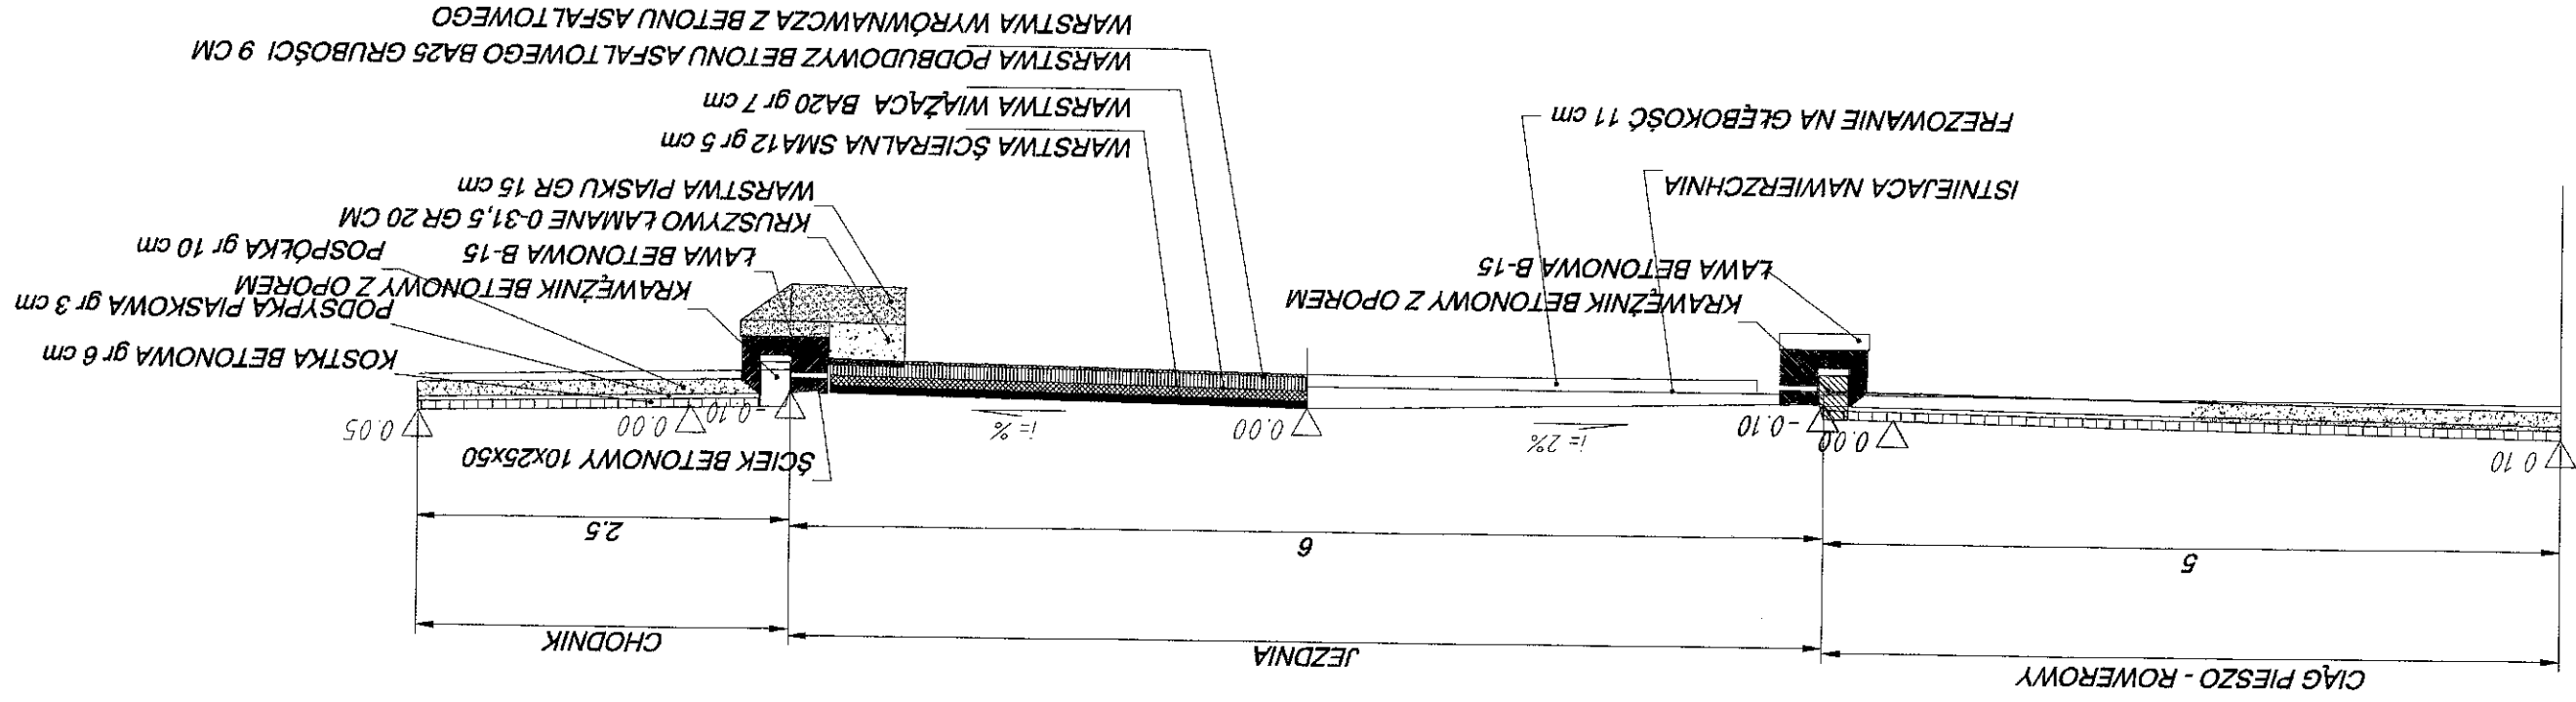 CIĄG PIESZO - ROWEROWY
JEZDNIA
CHODNIK
5
6
2.5
0 10
0.00
-0.10
i=2%
0.00
i=%
ŚCIEK BETONOWY 10x25x50
-0.10
0.00
0.05
KRAWĘŻNIK BETONOWY Z OPOREM
ŁAWA BETONOWA B-15
ISTNIEJACA NAWIERZCHNIA
FREZOWANIE NA GŁĘBOKOŚĆ 11 cm
KOSTKA BETONOWA gr 6 cm
PODSYPKA PIASKOWA gr 3 cm
KRAWĘŻNIK BETONOWY Z OPOREM
POSPÓŁKA gr 10 cm
ŁAWA BETONOWA B-15
KRUSZYWO ŁAMANE 0-31,5 GR 20 CM
WARSTWA PIASKU GR 15 cm
WARSTWA ŚCIERALNA SMA12 gr 5 cm
WARSTWA WIĄŻĄCA BA20 gr 7 cm
WARSTWA PODBUDOWYZ BETONU ASFALTOWEGO BA25 GRUBOŚCI 9 CM
WARSTWA WYRÓWNAWCZA Z BETONU ASFALTOWEGO